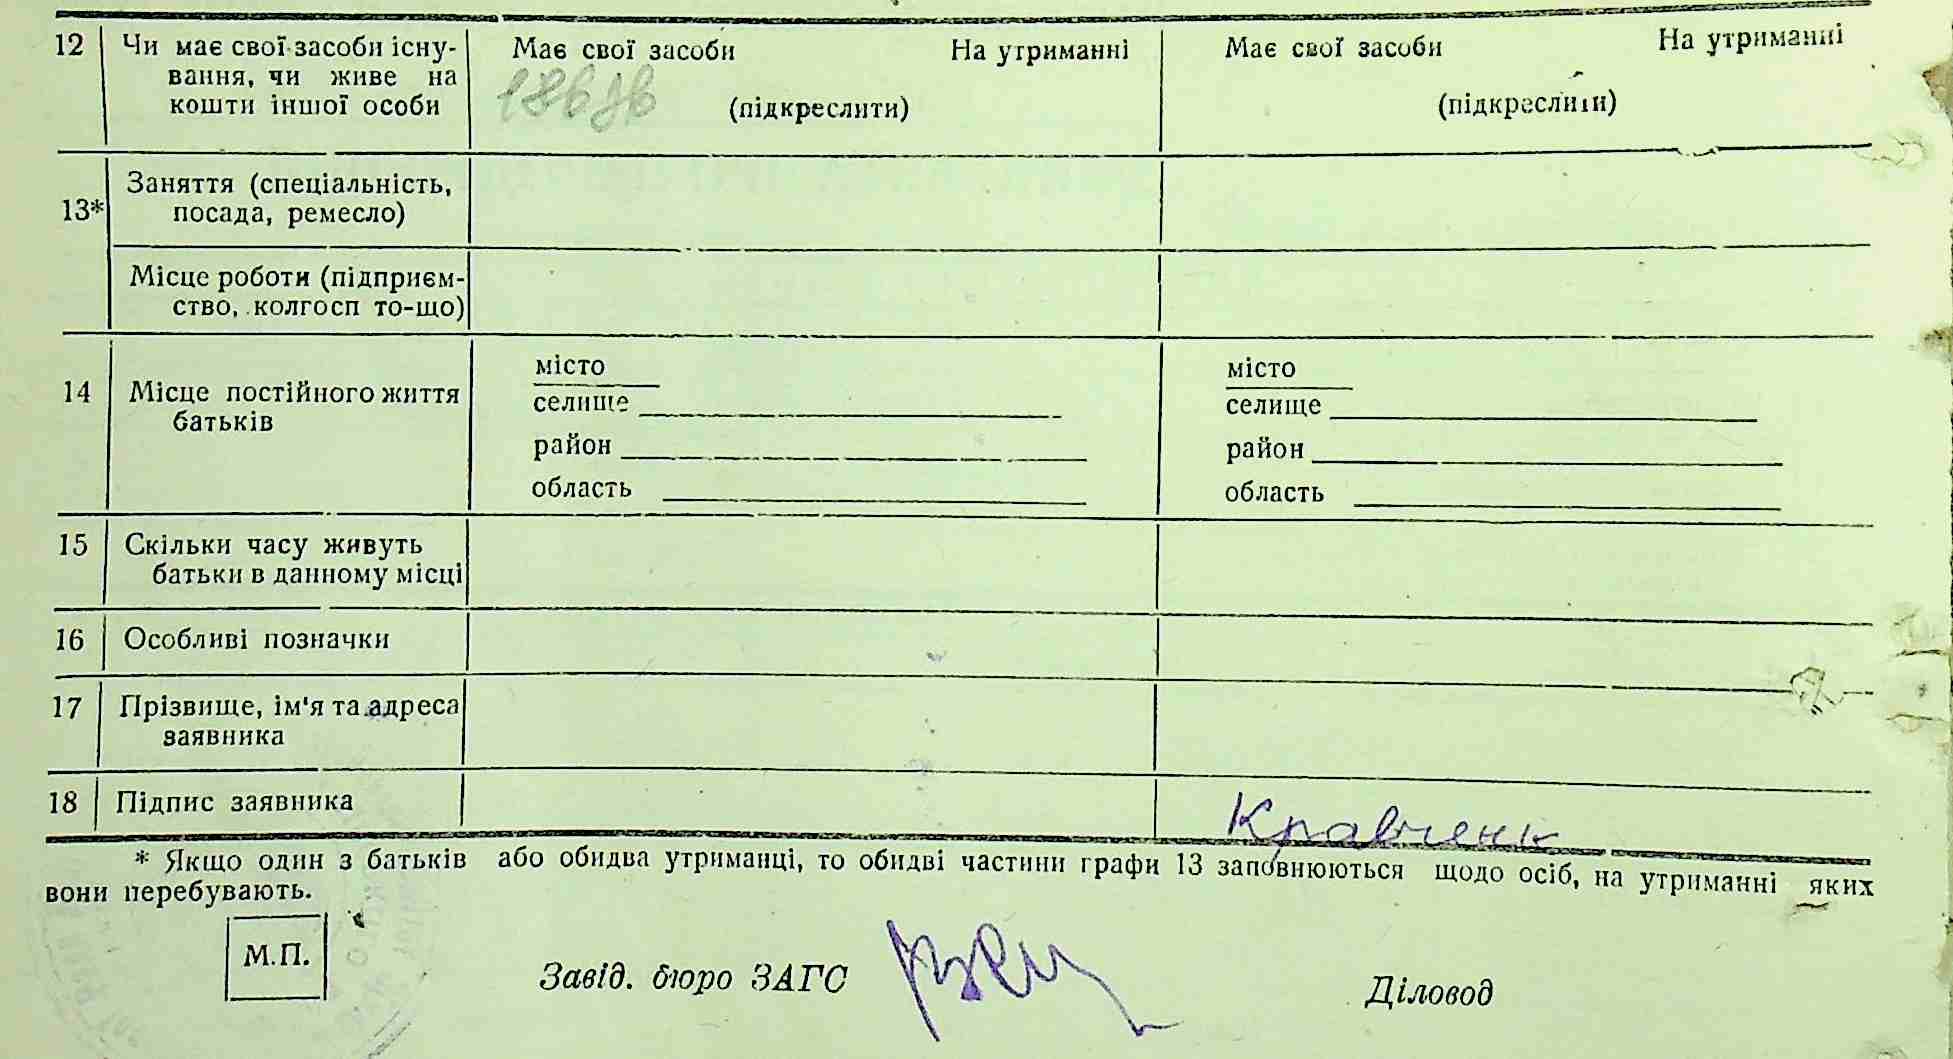 12 Чи має свої засоби існу- Має свої засоби На утриманні Має свої засоби На утриманні
вання, чи живе на
кошти іншої особи (підкреслити) (підкреслити)
13* Заняття (спеціальність,
посада, ремесло)
Місце роботи (підприєм-
ство, колгосп то-що)
місто місто
14 Місце постійного життя селище селище
батьків
район район
область область
15 Скільки часу живуть
батьки в данному місці
16 Особливі позначки
17 Прізвище, ім'я та адреса
заявника
18 Підпис заявника Кравченк
* Якщо один з батьків або обидва утриманці, то обидві частини графи 13 заповнюються щодо осіб, на утриманні яких
вони перебувають.
М.П.
Завід. бюро ЗАГС Діловод